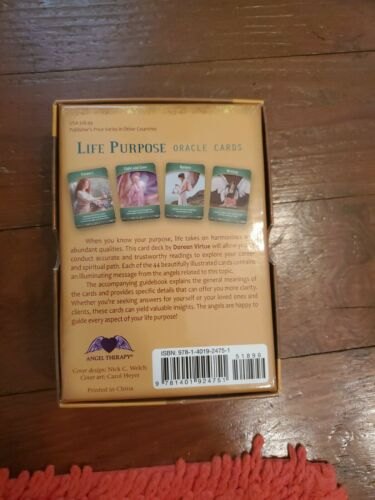 Publisher's Price Varies in Other Countries
LIFE PURPOSE ORACLE CARDS
When you know your purpose, life takes on harmonious and
abundant qualities. This card deck by Doreen Virtue will allow you to
conduct accurate and trustworthy readings to explore your career
and spiritual path. Each of the 44 beautifully illustrated cards contains
an illuminating message from the angels related to this topic.
The accompanying guidebook explains the general meanings of
the cards and provides specific details that can offer you more clarity.
Whether you're seeking answers for yourself or your loved ones and
clients, these cards can yield valuable insights. The angels are happy to
guide every aspect of your life purpose!
ANGEL THERAPY®
Cover design: Nick C. Welch
Cover art: Carol Heyer
Printed in China
ISBN: 978-1-4019-2475-1
51899
9 781401 924751